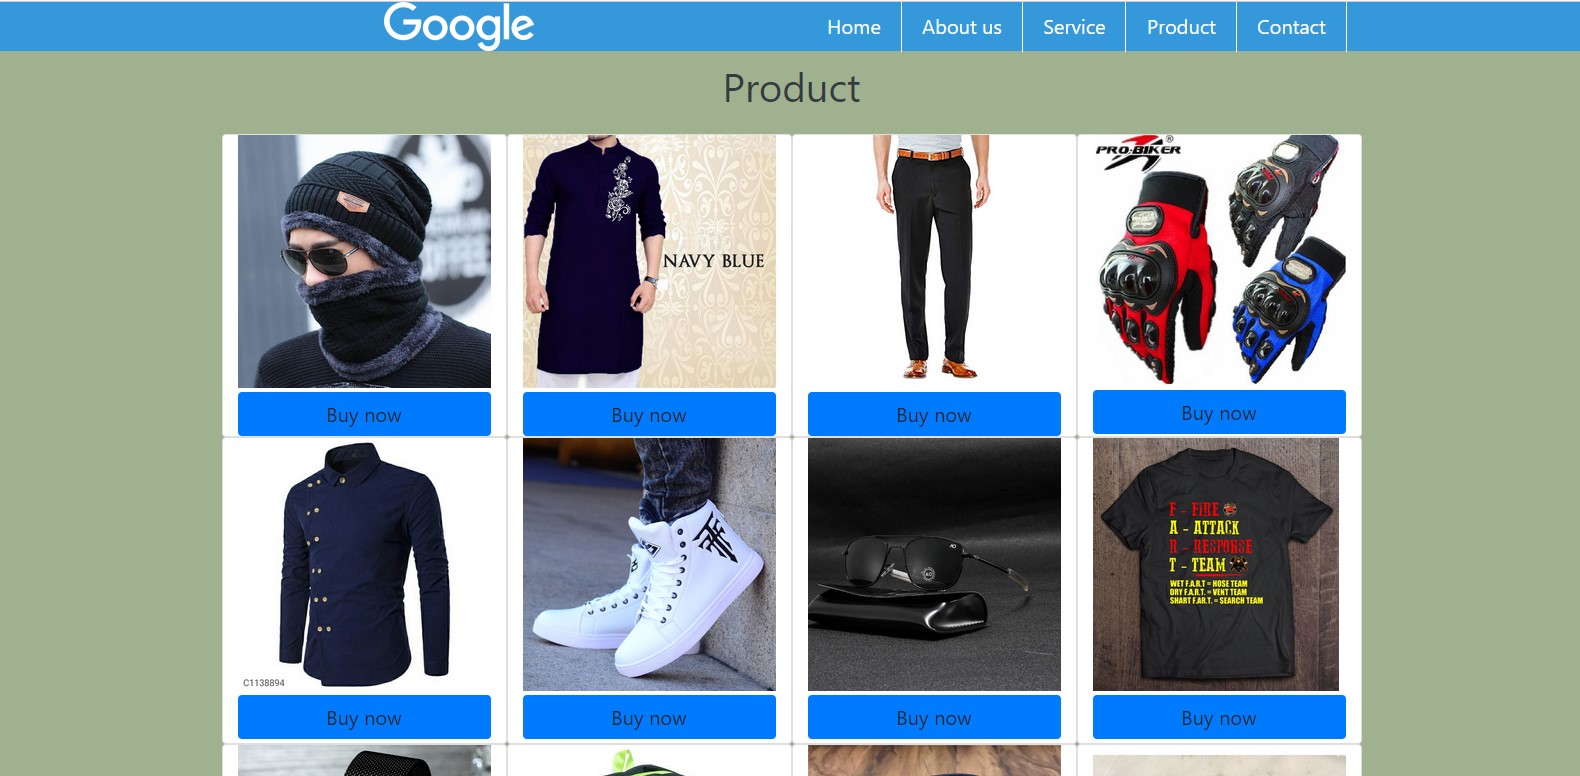 Google
Home
About us
Service
Product
Contact
Product
NAVY BLUE
PRO-BIKER
®
Buy now
Buy now
Buy now
Buy now
F - FIRE
A - ATTACK
R - RESPONSE
T - TEAM
WET F.A.R.T. = HOSE TEAM
DRY F.A.R.T. = VENT TEAM
SHART F.A.R.T. = SEARCH TEAM
C1138894
Buy now
Buy now
Buy now
Buy now